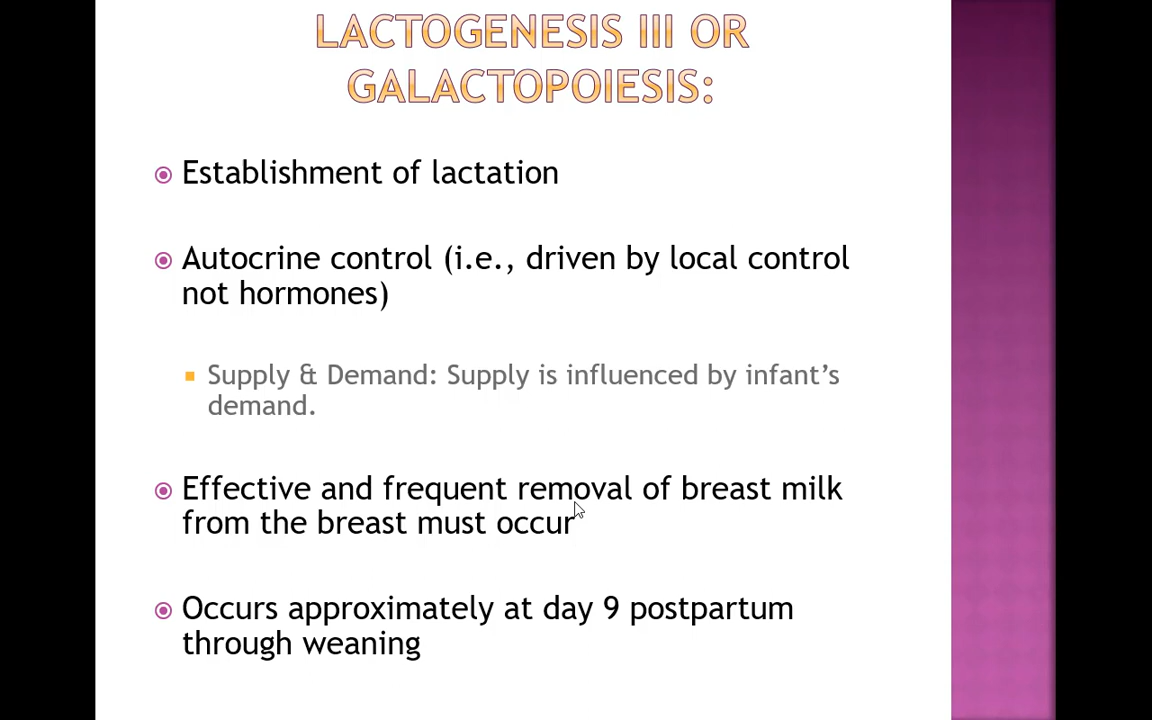 LACTOGENESIS III OR
GALACTOPOIESIS:
Establishment of lactation
Autocrine control (i.e., driven by local control
not hormones)
Supply & Demand: Supply is influenced by infant’s
demand.
Effective and frequent removal of breast milk
from the breast must occur
Occurs approximately at day 9 postpartum
through weaning